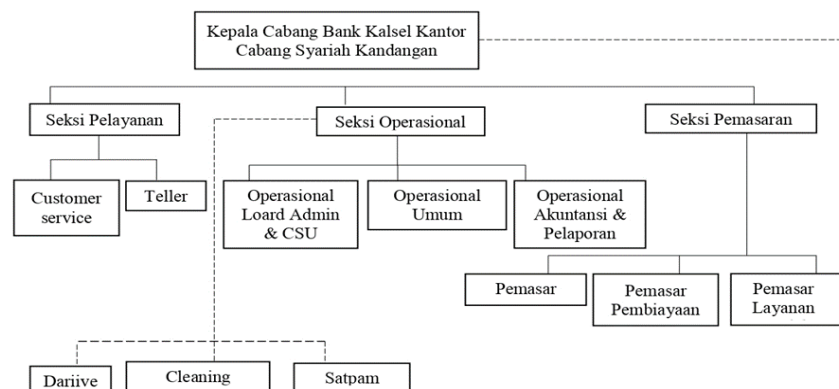 Kepala Cabang Bank Kalsel Kantor
Cabang Syariah Kandangan
Seksi Pelayanan
Seksi Operasional
Seksi Pemasaran
Customer
service
Teller
Operasional
Loard Admin
& CSU
Operasional
Umum
Operasional
Akuntansi &
Pelaporan
Pemasar
Pemasar
Pembiayaan
Pemasar
Layanan
Dariive
Cleaning
Satpam